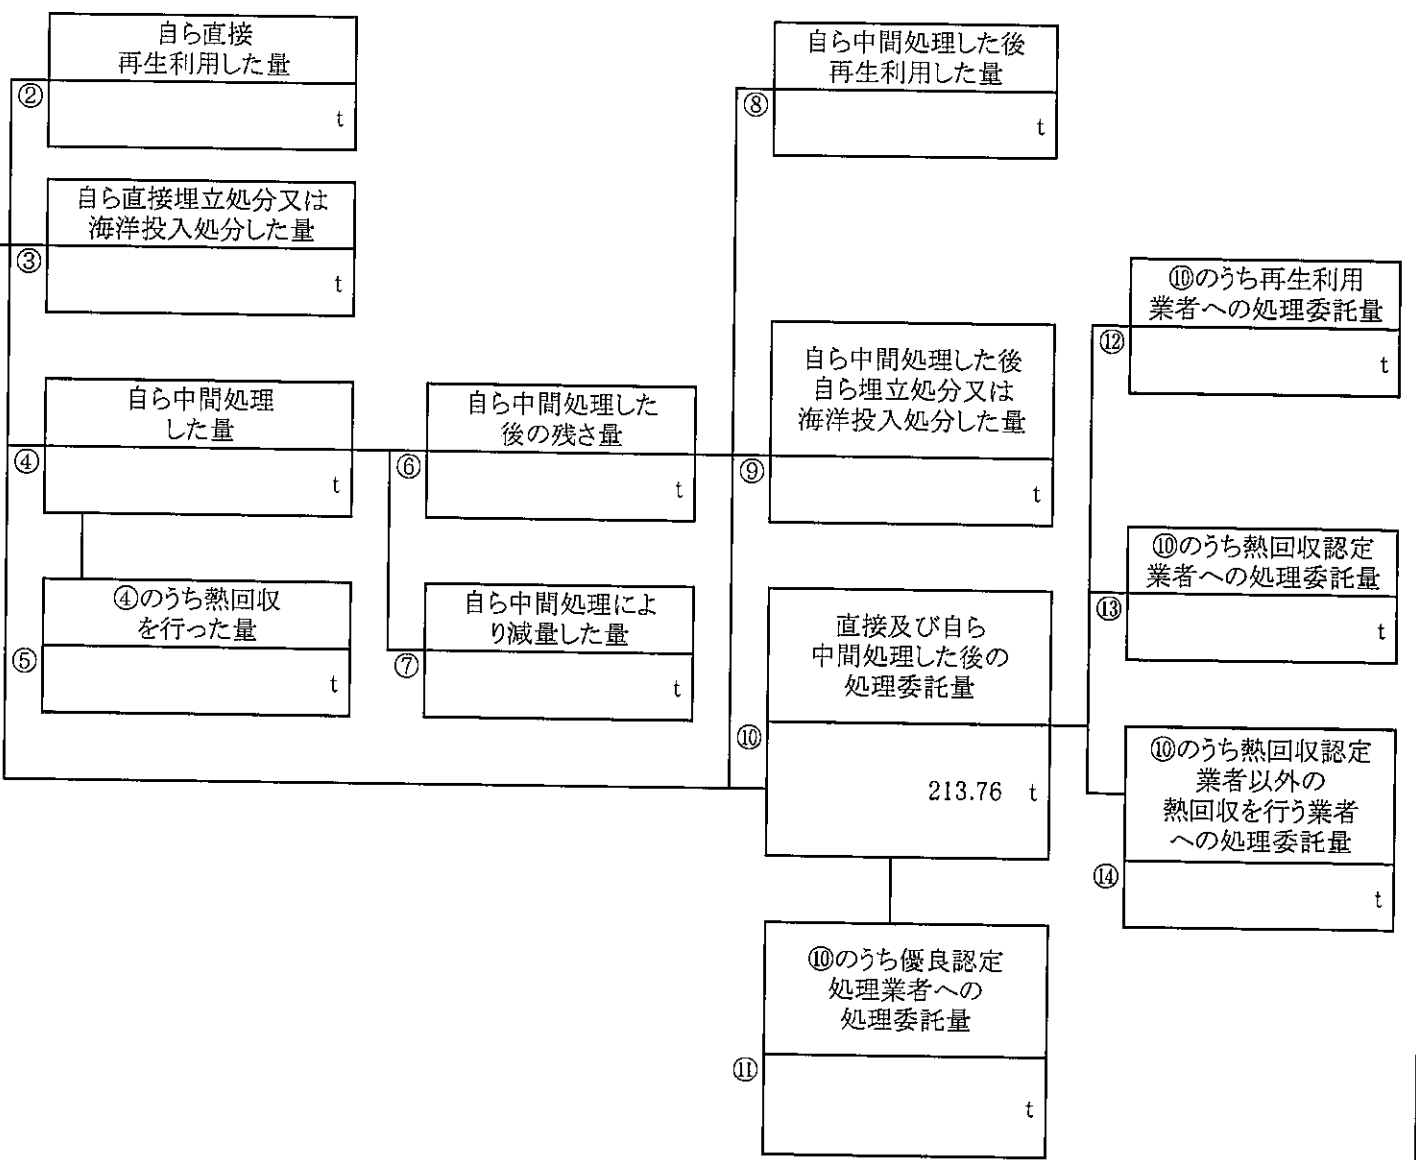 自ら直接
再生利用した量
②
t
自ら直接埋立処分又は
海洋投入処分した量
③
t
自ら中間処理
した量
④
t
④のうち熱回収
を行った量
⑤
t
自ら中間処理した
後の残さ量
⑥
t
自ら中間処理によ
り減量した量
⑦
t
自ら中間処理した後
再生利用した量
⑧
t
自ら中間処理した後
自ら埋立処分又は
海洋投入処分した量
⑨
t
直接及び自ら
中間処理した後の
処理委託量
⑩
213.76 t
⑩のうち優良認定
処理業者への
処理委託量
⑪
t
⑩のうち再生利用
業者への処理委託量
⑫
t
⑩のうち熱回収認定
業者への処理委託量
⑬
t
⑩のうち熱回収認定
業者以外の
熱回収を行う業者
への処理委託量
⑭
t